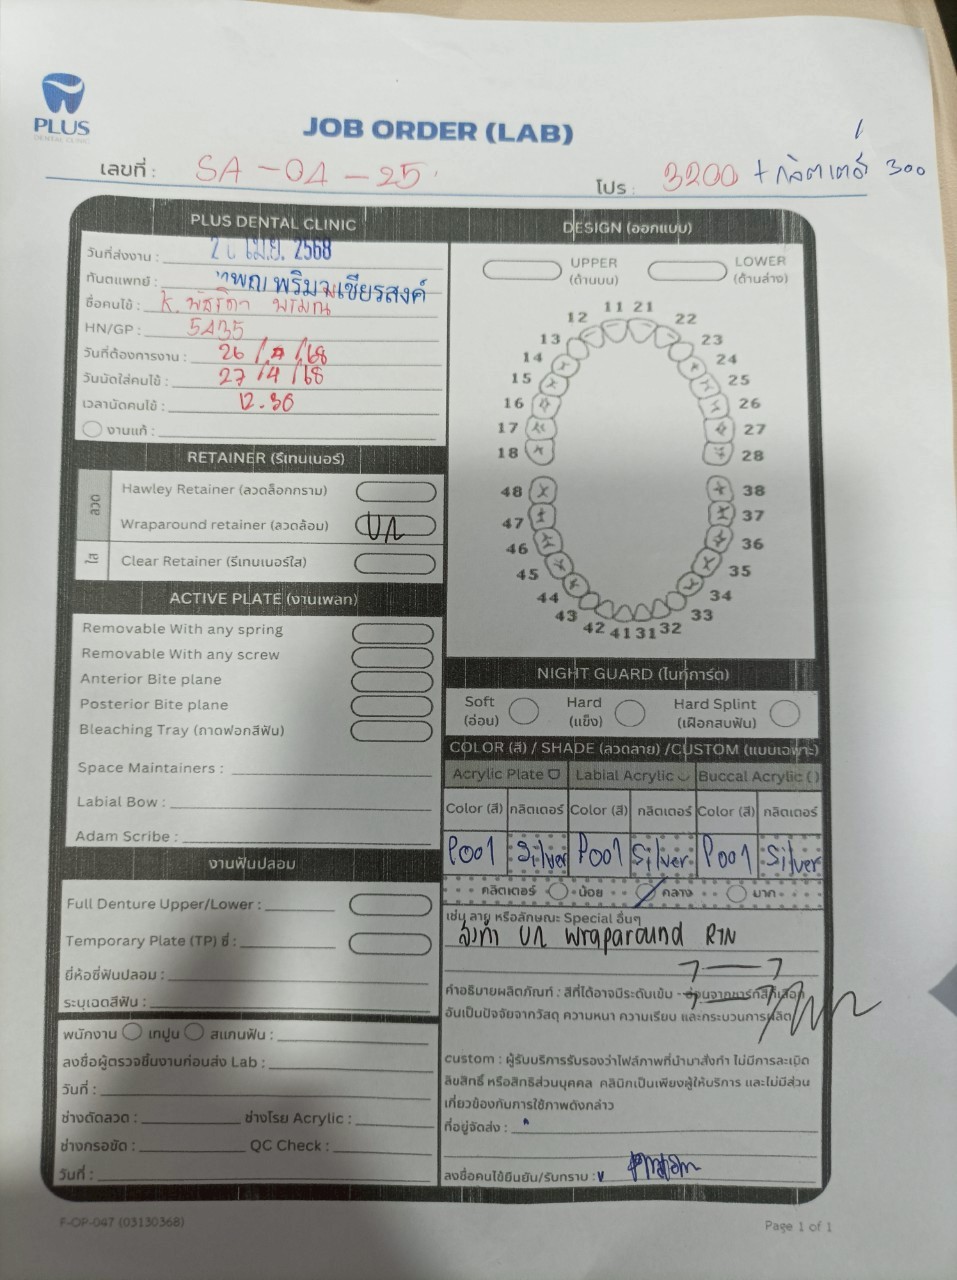 PLUS
DENTAL CLINIC
JOB ORDER (LAB)
เลขที่ : SA-04-25
โปร : 3200 + กลิตเตอร์ 300
PLUS DENTAL CLINIC
วันที่ส่งงาน : เม.ย. 2568
ทันตแพทย์ :
ชื่อคนไข้ : K.
HN/GP : 5435
วันที่ต้องการงาน : 26/4/68
วันนัดใส่คนไข้ : 27/4/68
เวลานัดคนไข้ : 12.30
งานแก้ :
RETAINER (รีเทนเนอร์)
ลวด
Hawley Retainer (ลวดล็อกกราม)
Wraparound retainer (ลวดล้อม) บล
ใส
Clear Retainer (รีเทนเนอร์ใส)
ACTIVE PLATE (งานเพลท)
Removable With any spring
Removable With any screw
Anterior Bite plane
Posterior Bite plane
Bleaching Tray (ถาดฟอกสีฟัน)
Space Maintainers :
Labial Bow :
Adam Scribe :
งานฟันปลอม
Full Denture Upper/Lower :
Temporary Plate (TP) ซี่ :
ยี่ห้อซี่ฟันปลอม :
ระบุเฉดสีฟัน :
พนักงาน เทปูน สแกนฟัน :
ลงชื่อผู้ตรวจชิ้นงานก่อนส่ง Lab :
วันที่ :
ช่างดัดลวด : ช่างโรย Acrylic :
ช่างกรอขัด : QC Check :
วันที่ :
DESIGN (ออกแบบ)
UPPER (ด้านบน) LOWER (ด้านล่าง)
11 21
12 22
13 23
14 24
15 25
16 26
17 27
18 28
48 38
47 37
46 36
45 35
44 34
43 33
42 41 31 32
NIGHT GUARD (ไนท์การ์ด)
Soft (อ่อน) Hard (แข็ง) Hard Splint (เฝือกสบฟัน)
COLOR (สี) / SHADE (ลวดลาย) /CUSTOM (แบบเฉพาะ)
Acrylic Plate Labial Acrylic Buccal Acrylic ( )
Color (สี) กลิตเตอร์ Color (สี) กลิตเตอร์ Color (สี) กลิตเตอร์
P001 Silver P001 Silver P001 Silver
กลิตเตอร์ น้อย กลาง มาก
เช่น ลาย หรือลักษณะ Special อื่นๆ
สั่งทำ บล wraparound RTN
7 — 7
7 — 7
คำอธิบายผลิตภัณฑ์ : สีที่ได้อาจมีระดับเข้ม - อ่อนจากชาร์ทสีที่เลือก
อันเป็นปัจจัยจากวัสดุ ความหนา ความเรียบ และกระบวนการผลิต
custom : ผู้รับบริการรับรองว่าไฟล์ภาพที่นำมาสั่งทำ ไม่มีการละเมิด
ลิขสิทธิ์ หรือสิทธิส่วนบุคคล คลินิกเป็นเพียงผู้ให้บริการ และไม่มีส่วน
เกี่ยวข้องกับการใช้ภาพดังกล่าว
ที่อยู่จัดส่ง :
ลงชื่อคนไข้ยืนยัน/รับทราบ :
F-OP-047 (03130368)
Page 1 of 1